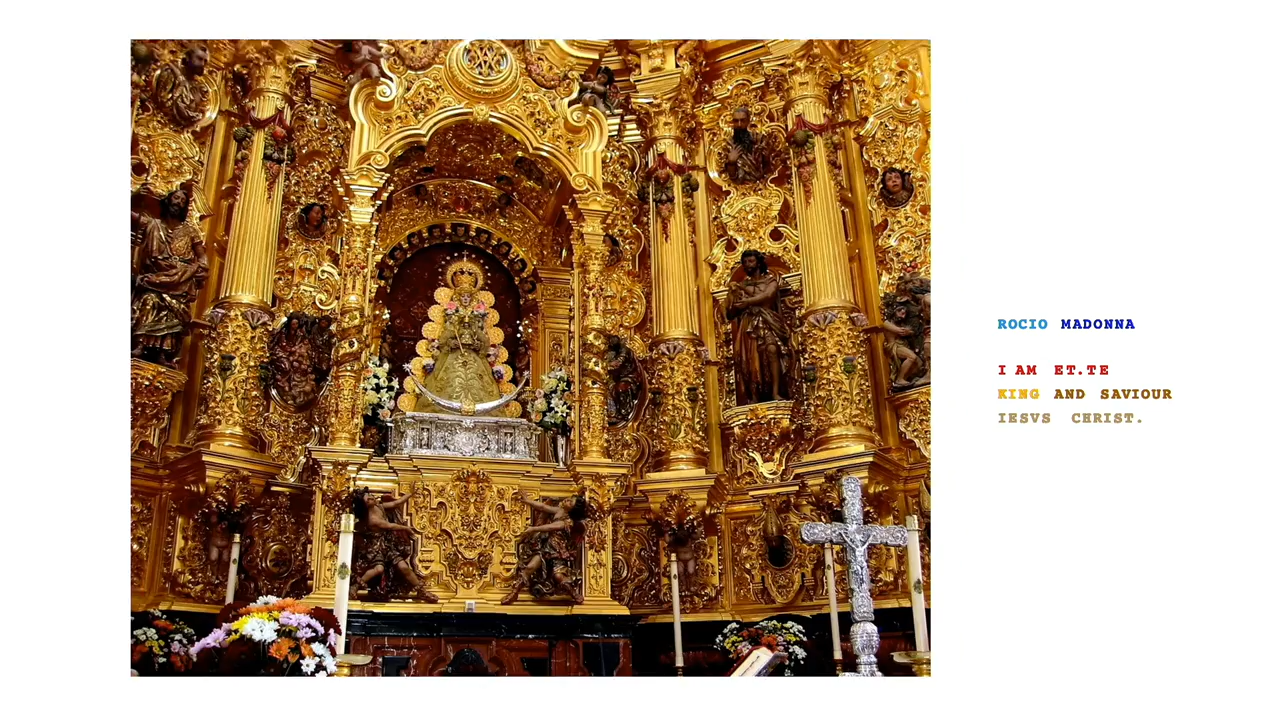 ROCIO MADONNA
I AM ET.TE
KING AND SAVIOUR
IESVS CHRIST.